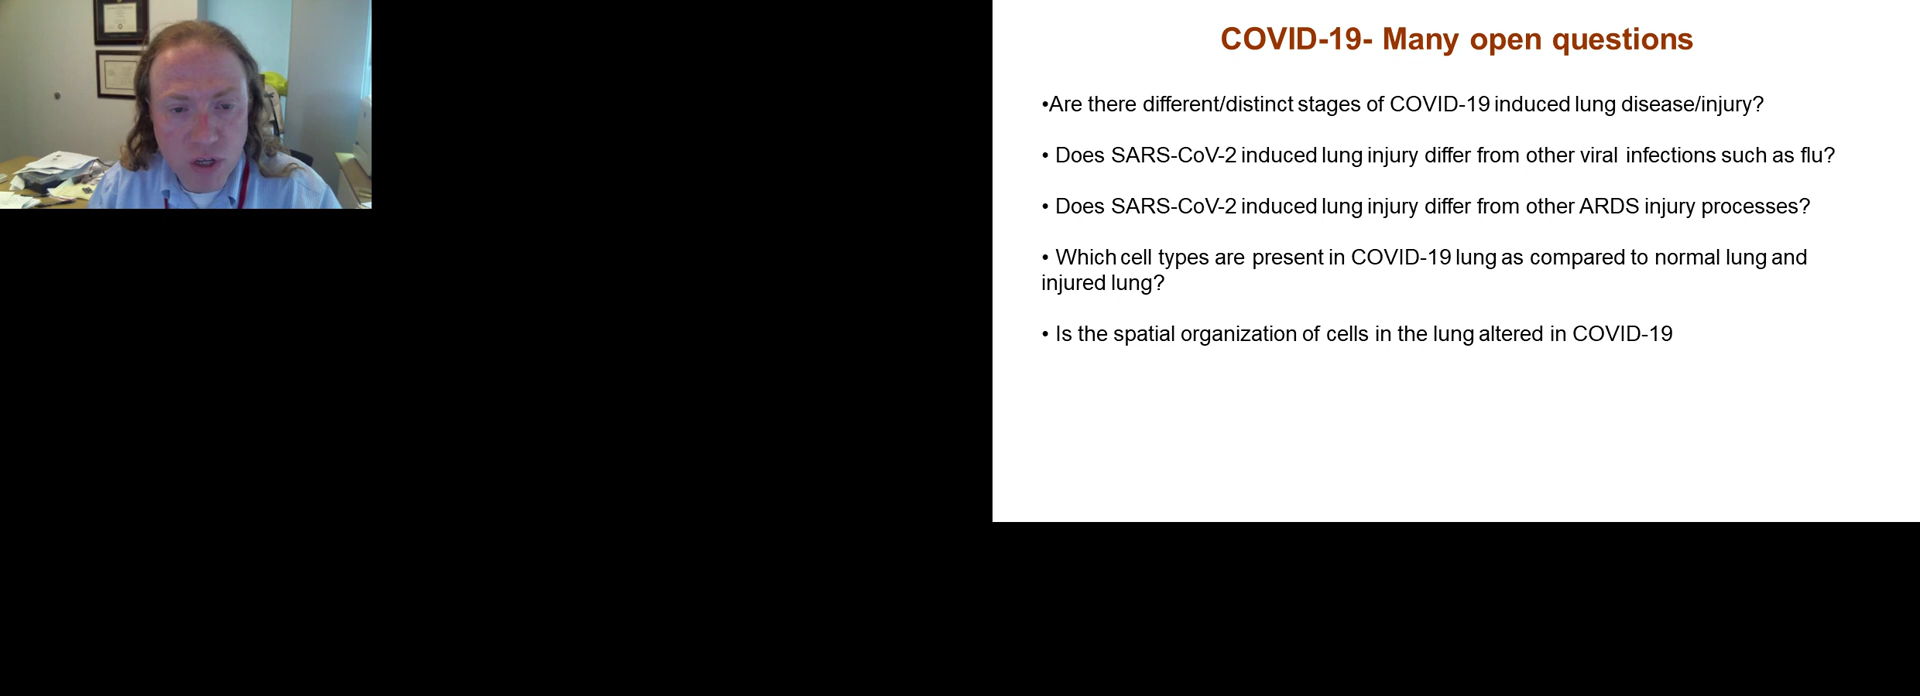 COVID-19- Many open questions
•Are there different/distinct stages of COVID-19 induced lung disease/injury?
• Does SARS-CoV-2 induced lung injury differ from other viral infections such as flu?
• Does SARS-CoV-2 induced lung injury differ from other ARDS injury processes?
• Which cell types are present in COVID-19 lung as compared to normal lung and
injured lung?
• Is the spatial organization of cells in the lung altered in COVID-19